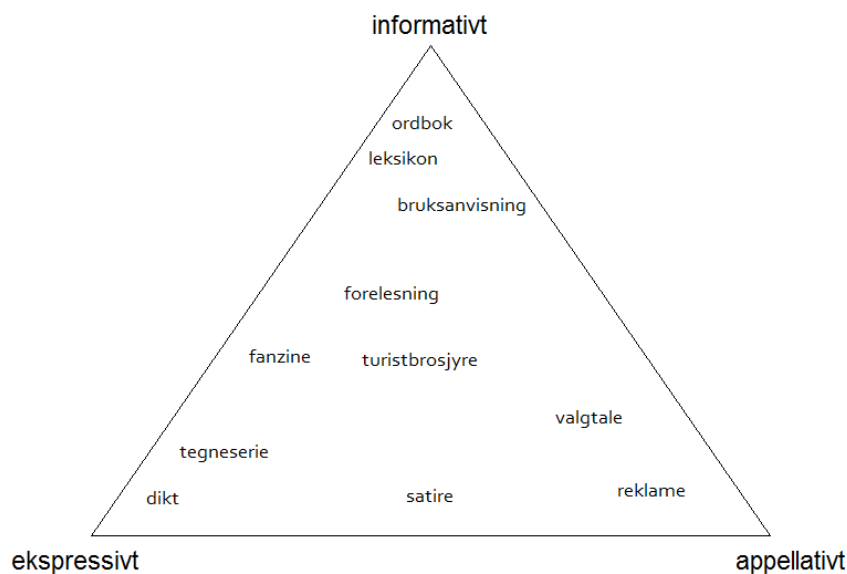 informativt
ordbok
leksikon
bruksanvisning
forelesning
fanzine
turistbrosjyre
valgtale
tegneserie
dikt
satire
reklame
ekspressivt
appellativt